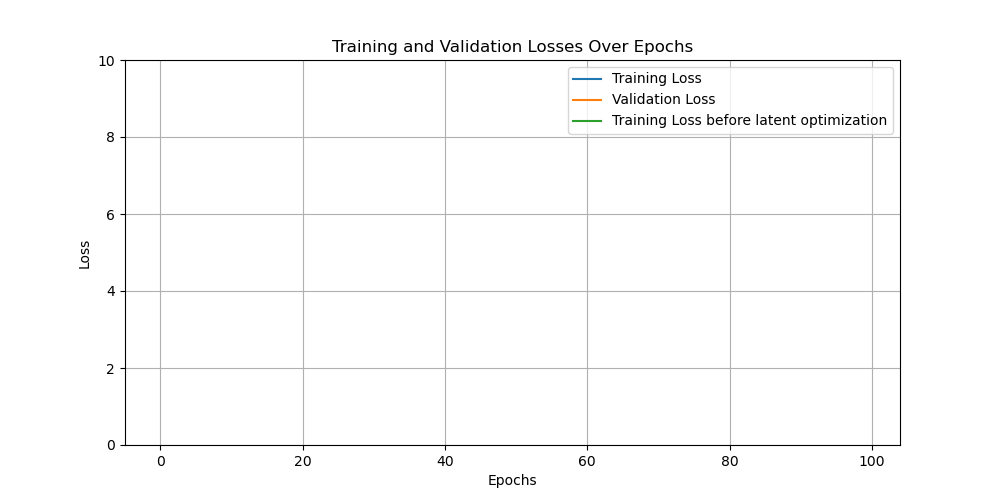 Training and Validation Losses Over Epochs
Training Loss
Validation Loss
Training Loss before latent optimization
10
8
6
4
2
0
Loss
0 20 40 60 80 100
Epochs